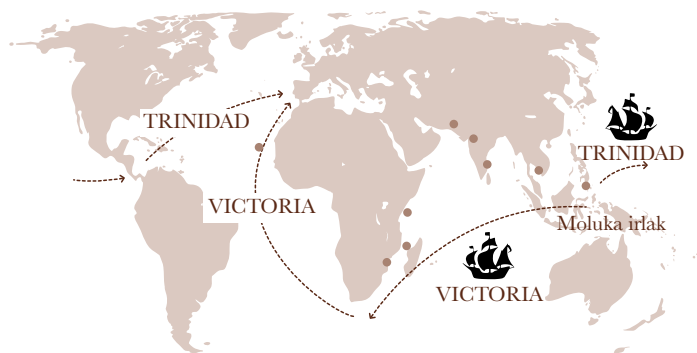 TRINIDAD
TRINIDAD
VICTORIA
Moluka irlak
VICTORIA